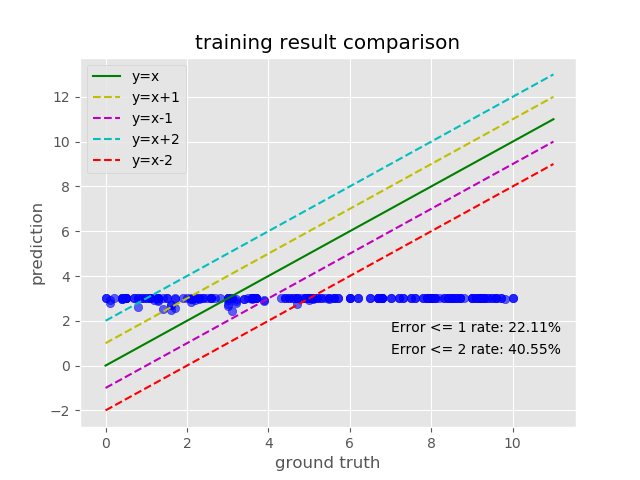 training result comparison
y=x
y=x+1
y=x-1
y=x+2
y=x-2
12
10
8
6
4
2
0
−2
prediction
Error <= 1 rate: 22.11%
Error <= 2 rate: 40.55%
0 2 4 6 8 10
ground truth